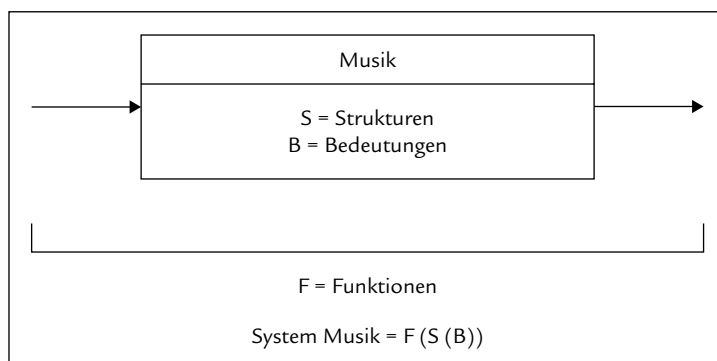 Musik
S = Strukturen
B = Bedeutungen
F = Funktionen
System Musik = F (S (B))